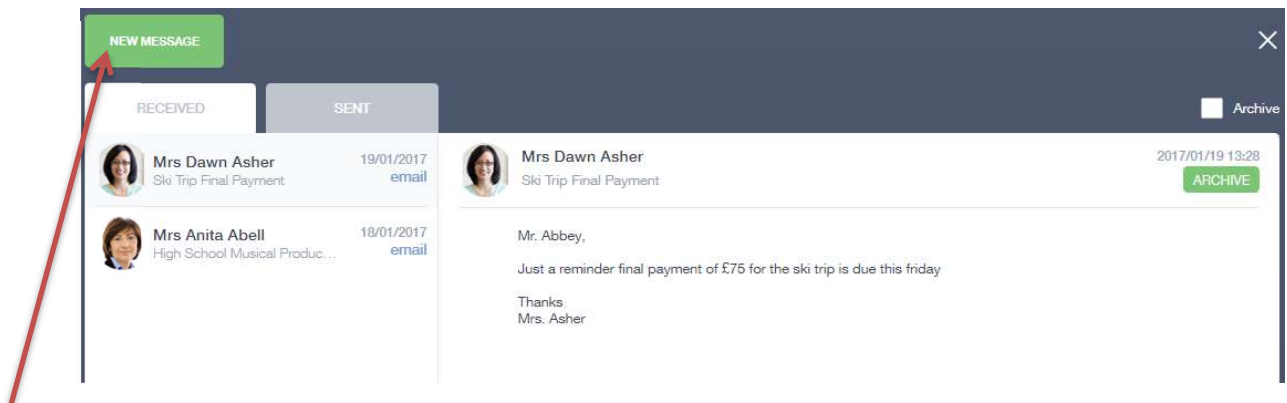 NEW MESSAGE
RECEIVED
SENT
Archive
Mrs Dawn Asher
19/01/2017
Ski Trip Final Payment
email
Mrs Anita Abell
18/01/2017
High School Musical Produc...
email
Mrs Dawn Asher
2017/01/19 13:28
Ski Trip Final Payment
ARCHIVE
Mr. Abbey,
Just a reminder final payment of £75 for the ski trip is due this friday
Thanks
Mrs. Asher